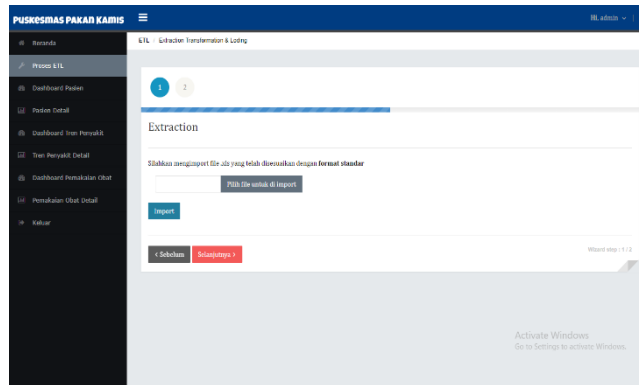 PUSKESMAS PAKAN KAMIS
Hi, admin
Beranda
Proses ETL
Dashboard Pasien
Pasien Detail
Dashboard Tren Penyakit
Tren Penyakit Detail
Dashboard Pemakaian Obat
Pemakaian Obat Detail
Keluar
ETL / Extraction Transformation & Loding
1 2
Extraction
Silahkan mengimport file .xls yang telah disesuaikan dengan format standar
Pilih file untuk di import
Import
< Sebelum Selanjutnya >
Wizard step : 1 / 2
Activate Windows
Go to Settings to activate Windows.